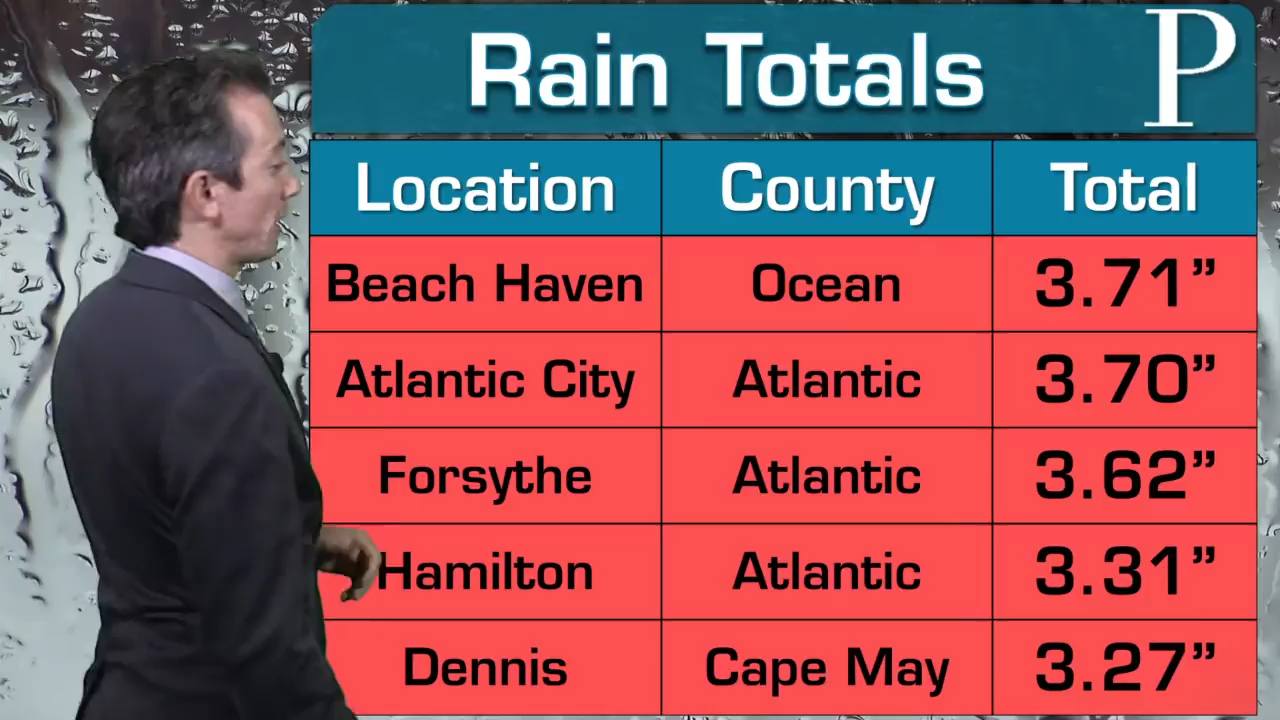 Rain Totals P
Location County Total
Beach Haven Ocean 3.71”
Atlantic City Atlantic 3.70”
Forsythe Atlantic 3.62”
Hamilton Atlantic 3.31”
Dennis Cape May 3.27”